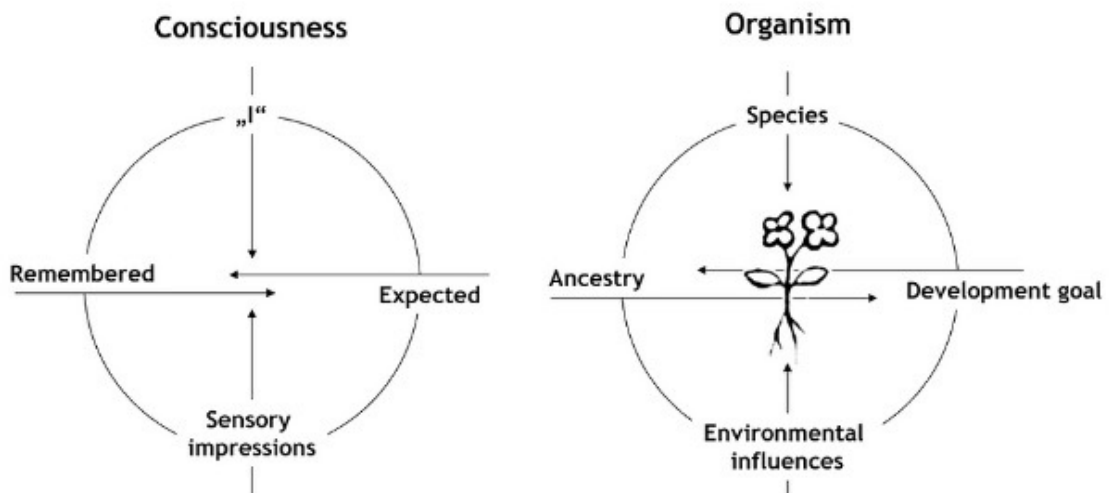 Consciousness
„I“
Remembered
Expected
Sensory
impressions
Organism
Species
Ancestry
Development goal
Environmental
influences